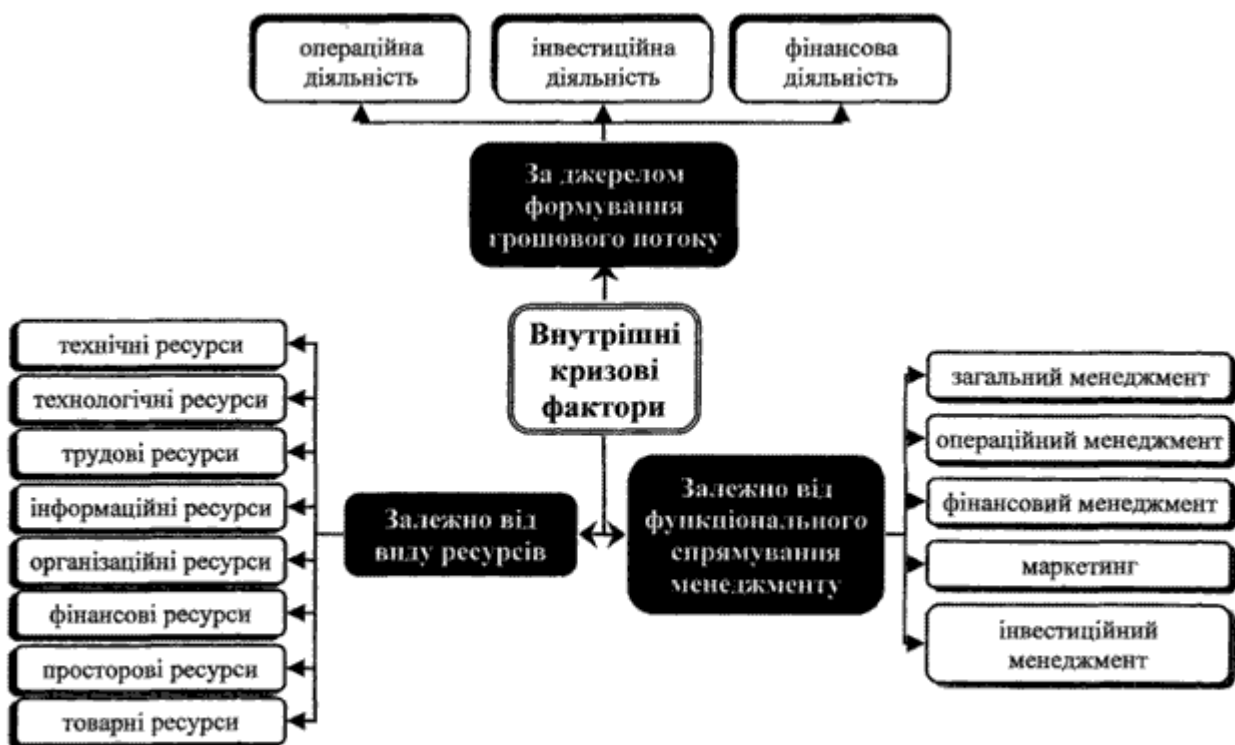 операційна
діяльність
інвестиційна
діяльність
фінансова
діяльність
За джерелом
формування
грошового потоку
Внутрішні
кризові
фактори
технічні ресурси
технологічні ресурси
трудові ресурси
інформаційні ресурси
організаційні ресурси
фінансові ресурси
просторові ресурси
товарні ресурси
Залежно від
виду ресурсів
Залежно від
функціонального
спрямування
менеджменту
загальний менеджмент
операційний менеджмент
фінансовий менеджмент
маркетинг
інвестиційний
менеджмент